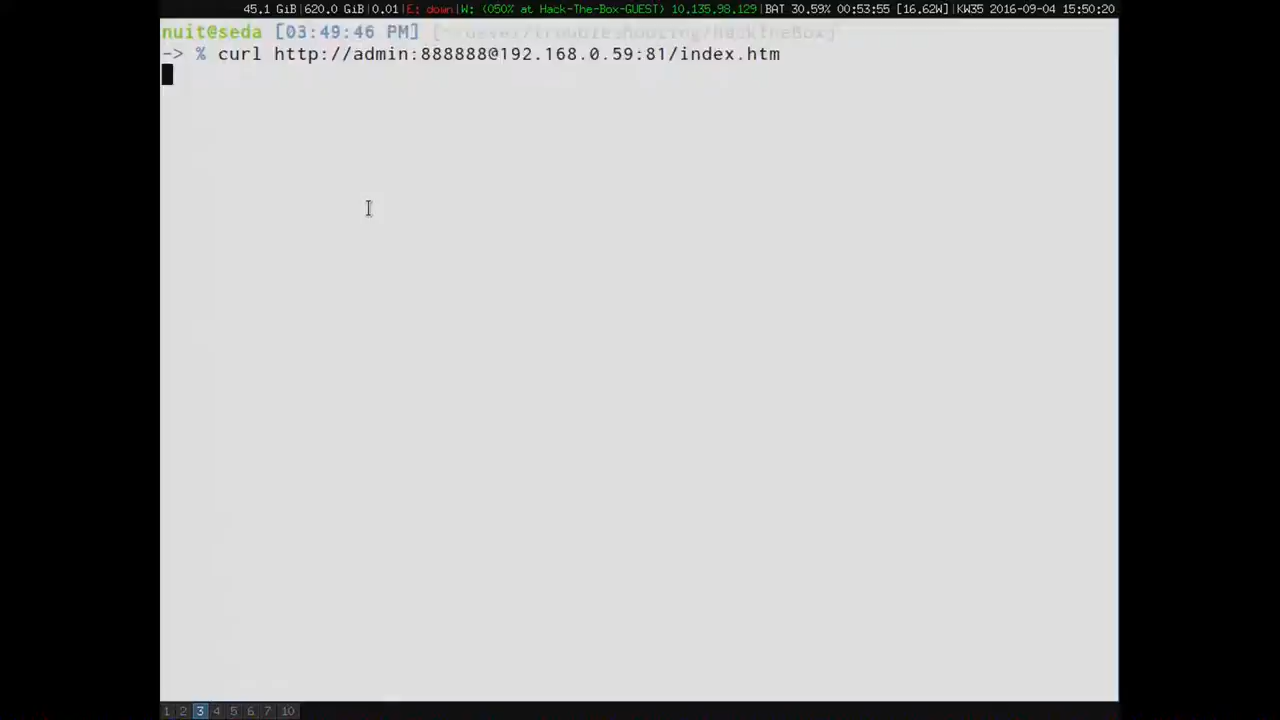 45.1 GiB|620.0 GiB|0.01|E: down|W: (050% at Hack-The-Box-GUEST) 10.135.98.129|BAT 30.59% 00:53:55 [16.62W]|KW35 2016-09-04 15:50:20
nuit@seda [03:49:46 PM]
-> % curl http://admin:888888@192.168.0.59:81/index.htm
1 2 3 4 5 6 7 10